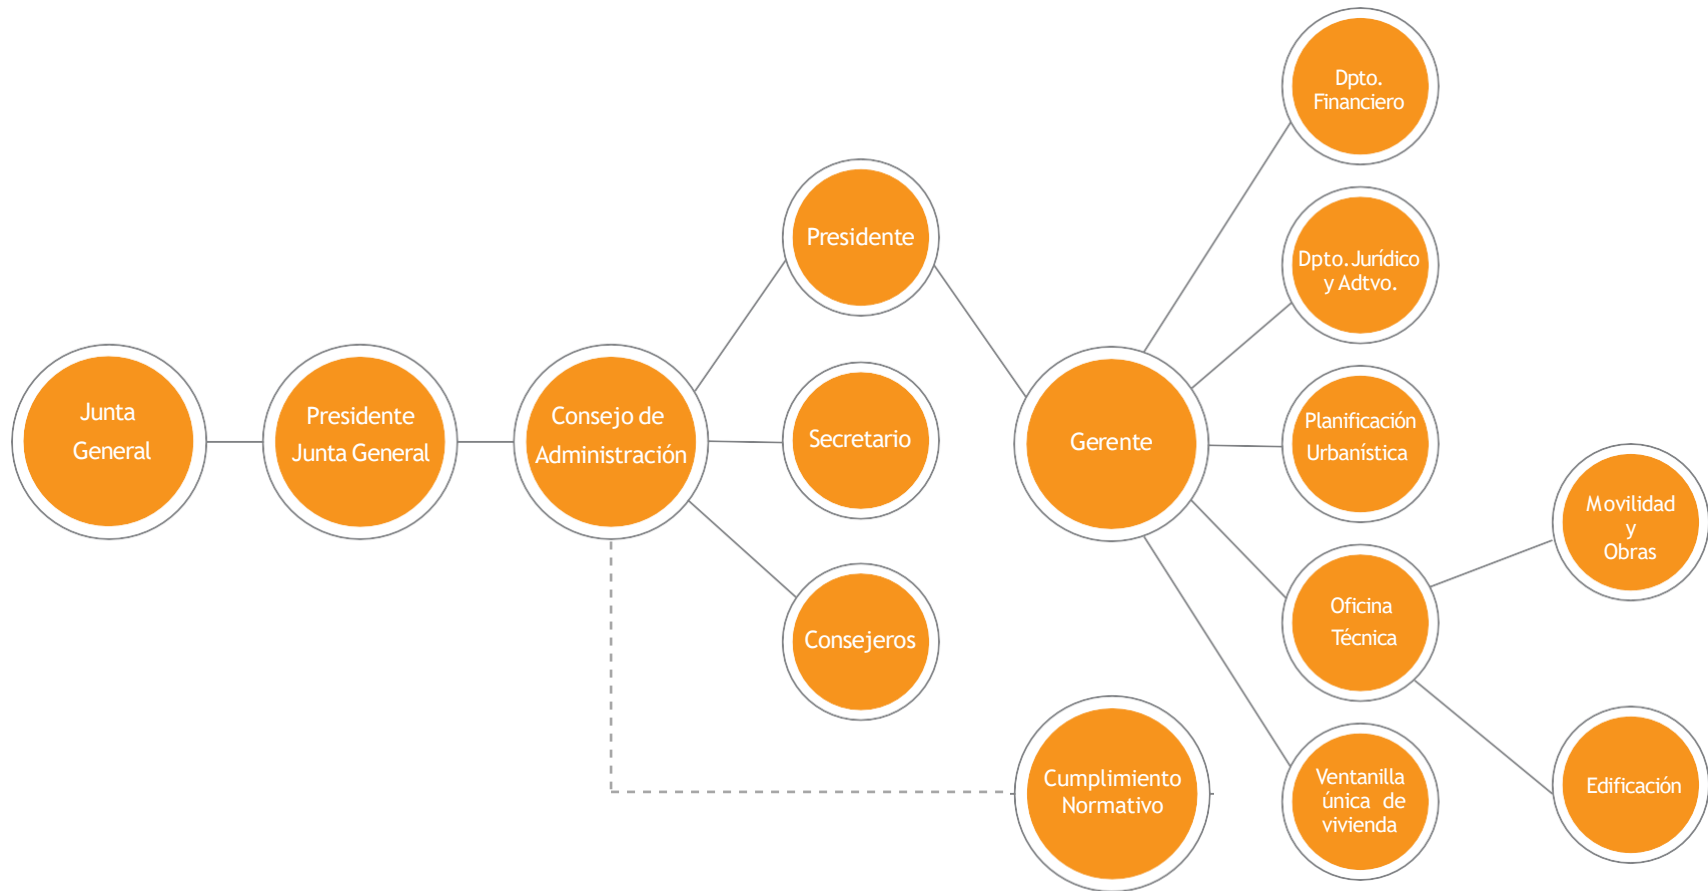 Junta
General
Presidente
Junta General
Consejo de
Administración
Presidente
Secretario
Consejeros
Gerente
Cumplimiento
Normativo
Dpto.
Financiero
Dpto. Jurídico
y Adtvo.
Planificación
Urbanística
Oficina
Técnica
Ventanilla
única de
vivienda
Movilidad
y
Obras
Edificación